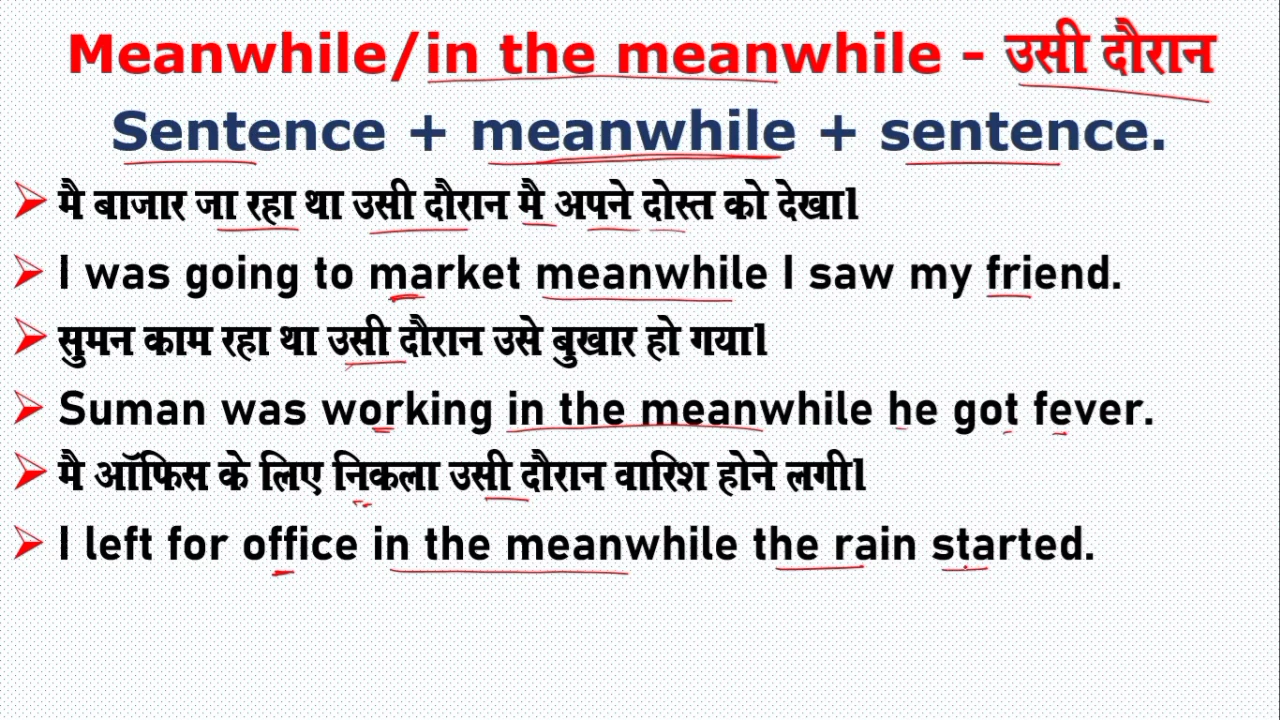 Meanwhile/in the meanwhile - उसी दौरान
Sentence + meanwhile + sentence.
मै बाजार जा रहा था उसी दौरान मै अपने दोस्त को देखा।
I was going to market meanwhile I saw my friend.
सुमन काम रहा था उसी दौरान उसे बुखार हो गया।
Suman was working in the meanwhile he got fever.
मै ऑफिस के लिए निकला उसी दौरान वारिश होने लगी।
I left for office in the meanwhile the rain started.